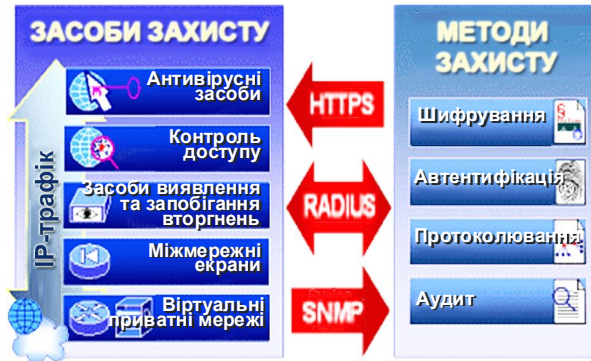 ЗАСОБИ ЗАХИСТУ
Антивірусні
засоби
Контроль
доступу
Засоби виявлення
та запобігання
вторгнень
Міжмережні
екрани
Віртуальні
приватні мережі
IP-трафік
HTTPS
RADIUS
SNMP
МЕТОДИ
ЗАХИСТУ
Шифрування
Автентифікація
Протоколювання
Аудит